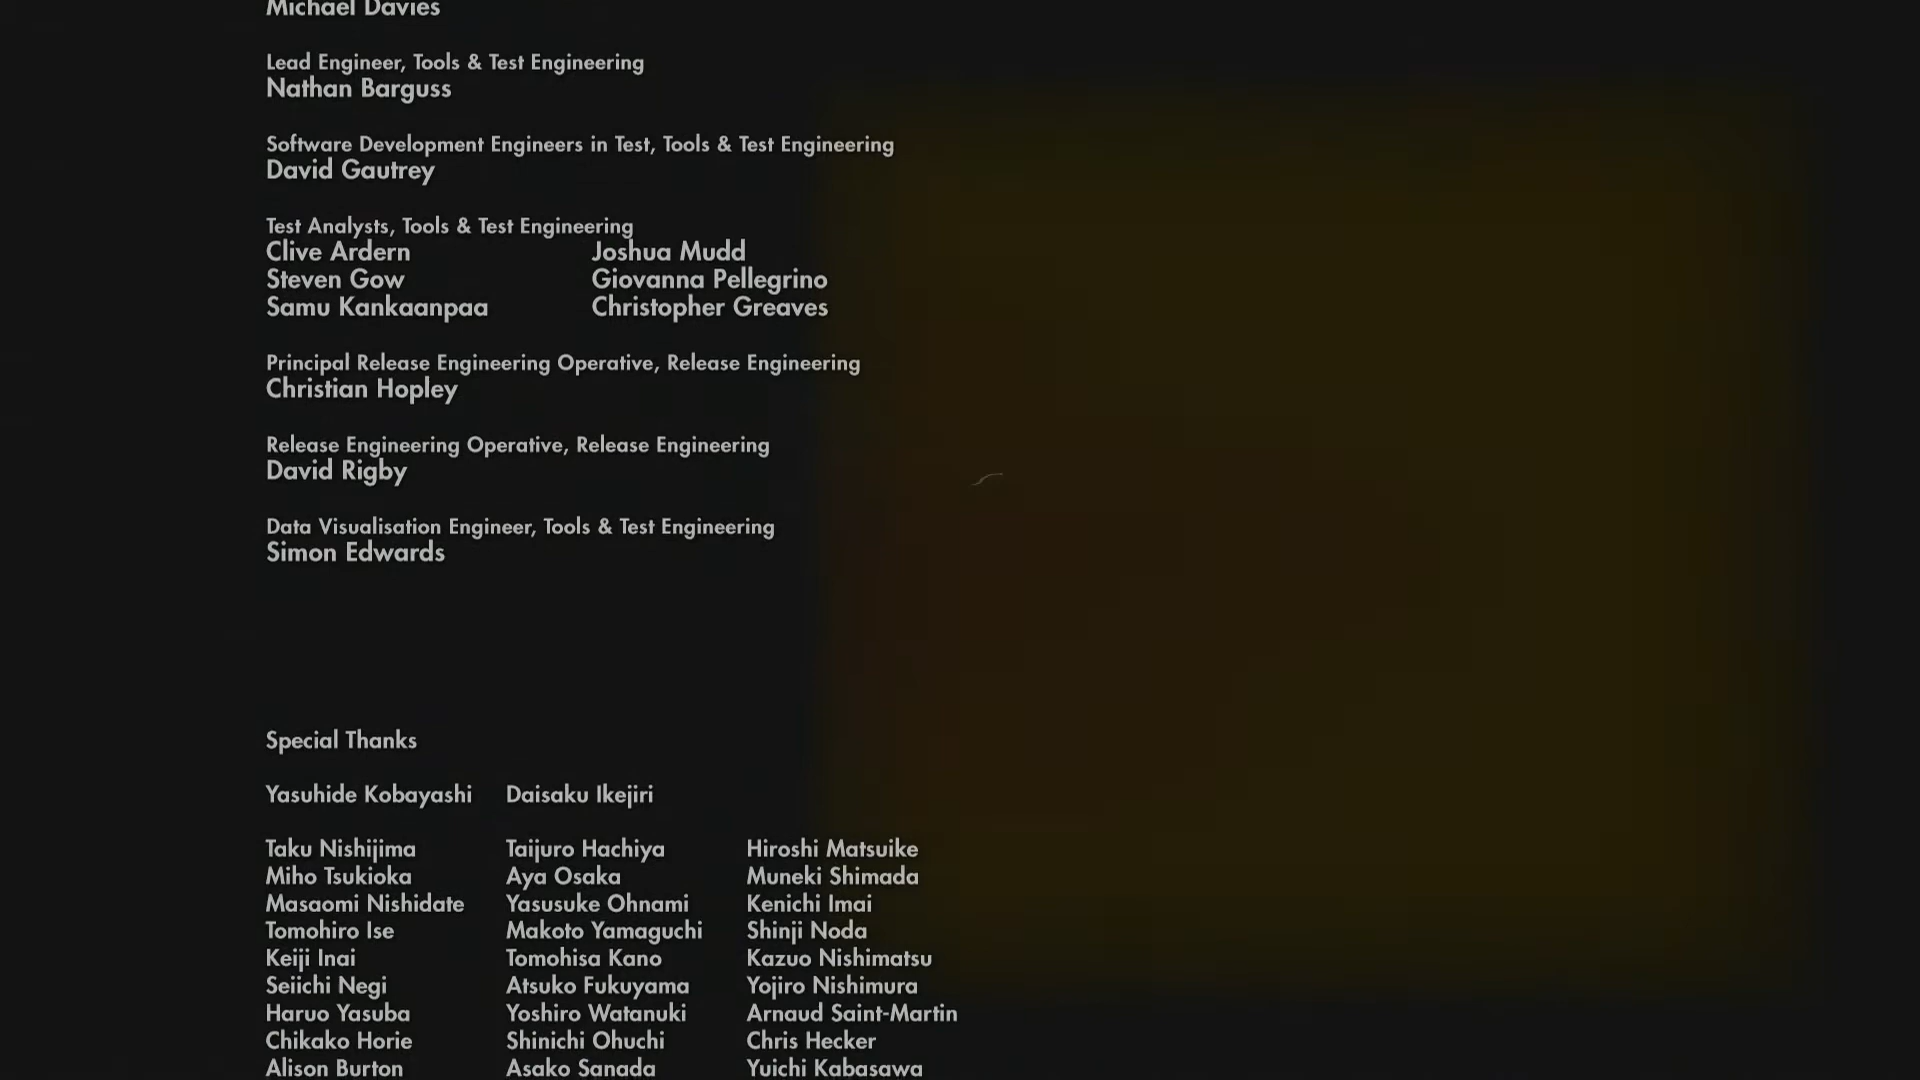 Michael Davies
Lead Engineer, Tools & Test Engineering
Nathan Barguss
Software Development Engineers in Test, Tools & Test Engineering
David Gautrey
Test Analysts, Tools & Test Engineering
Clive Ardern Joshua Mudd
Steven Gow Giovanna Pellegrino
Samu Kankaanpaa Christopher Greaves
Principal Release Engineering Operative, Release Engineering
Christian Hopley
Release Engineering Operative, Release Engineering
David Rigby
Data Visualisation Engineer, Tools & Test Engineering
Simon Edwards
Special Thanks
Yasuhide Kobayashi Daisaku Ikejiri
Taku Nishijima Taijuro Hachiya Hiroshi Matsuike
Miho Tsukioka Aya Osaka Muneki Shimada
Masaomi Nishidate Yasusuke Ohnami Kenichi Imai
Tomohiro Ise Makoto Yamaguchi Shinji Noda
Keiji Inai Tomohisa Kano Kazuo Nishimatsu
Seiichi Negi Atsuko Fukuyama Yojiro Nishimura
Haruo Yasuba Yoshiro Watanuki Arnaud Saint-Martin
Chikako Horie Shinichi Ohuchi Chris Hecker
Alison Burton Asako Sanada Yuichi Kabasawa